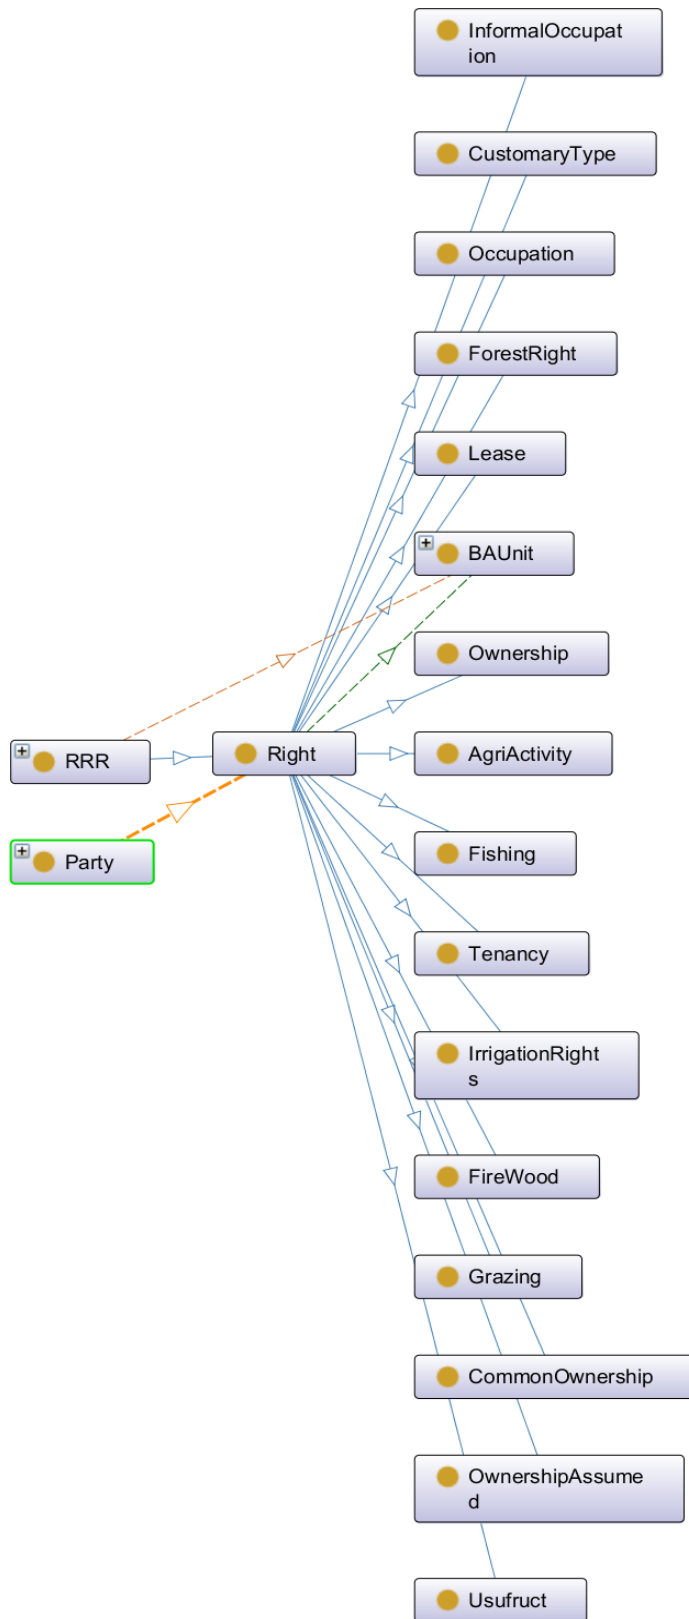 InformalOccupat
ion
CustomaryType
Occupation
ForestRight
Lease
BAUnit
Ownership
RRR
Right
AgriActivity
Party
Fishing
Tenancy
IrrigationRight
s
FireWood
Grazing
CommonOwnership
OwnershipAssume
d
Usufruct